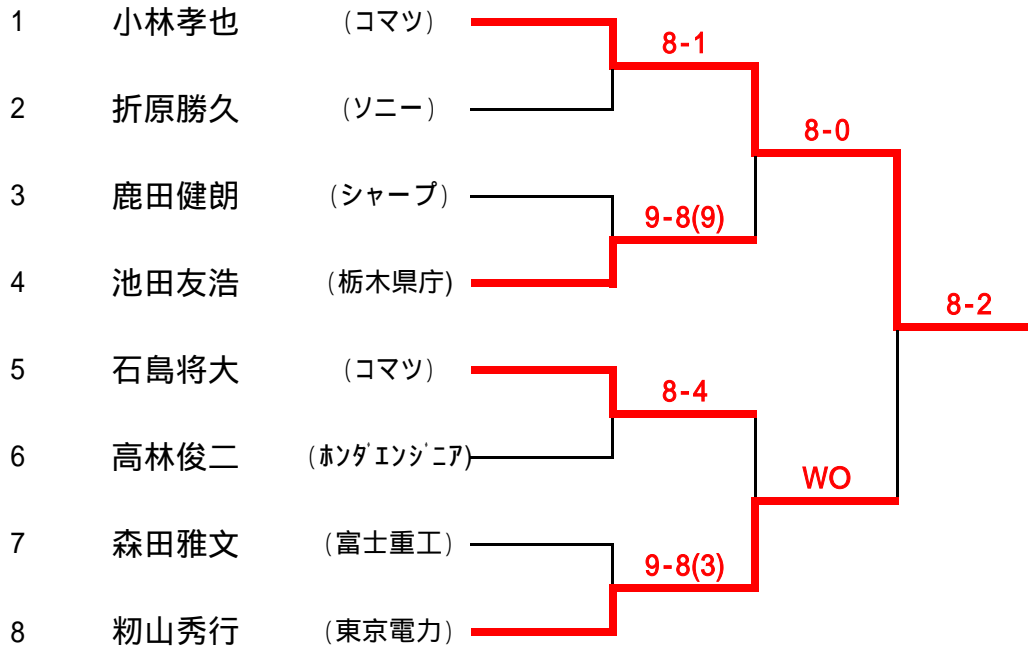 1 小林孝也 (コマツ)
8-1
2 折原勝久 (ソニー)
8-0
3 鹿田健朗 (シャープ)
9-8(9)
4 池田友浩 (栃木県庁)
8-2
5 石島将大 (コマツ)
8-4
6 高林俊二 (ﾎﾝﾀﾞｴﾝｼﾞﾆｱ)
WO
7 森田雅文 (富士重工)
9-8(3)
8 籾山秀行 (東京電力)